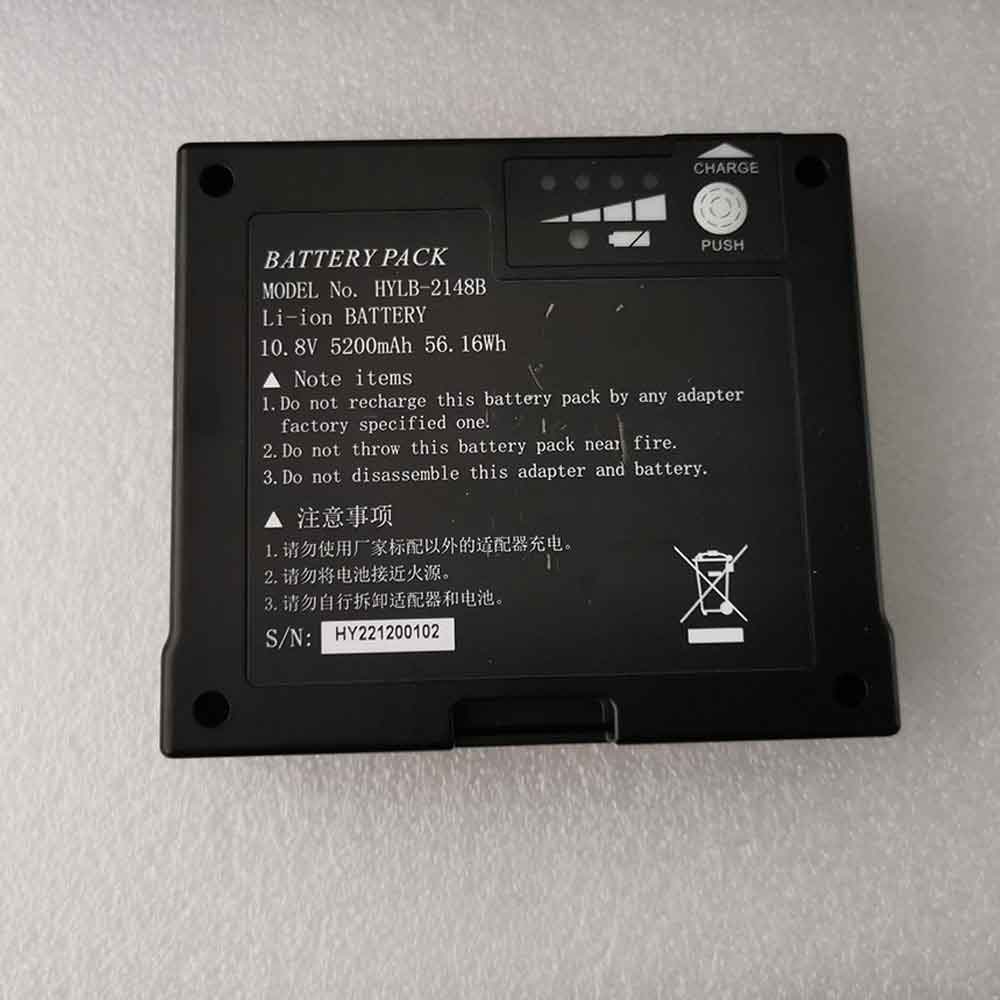 CHARGE
PUSH
BATTERY PACK
MODEL No. HYLB-2148B
Li-ion BATTERY
10.8V 5200mAh 56.16Wh
▲ Note items
1.Do not recharge this battery pack by any adapter
factory specified one.
2.Do not throw this battery pack near fire.
3.Do not disassemble this adapter and battery.
▲ 注意事项
1.请勿使用厂家标配以外的适配器充电。
2.请勿将电池接近火源。
3.请勿自行拆卸适配器和电池。
S/N: HY221200102